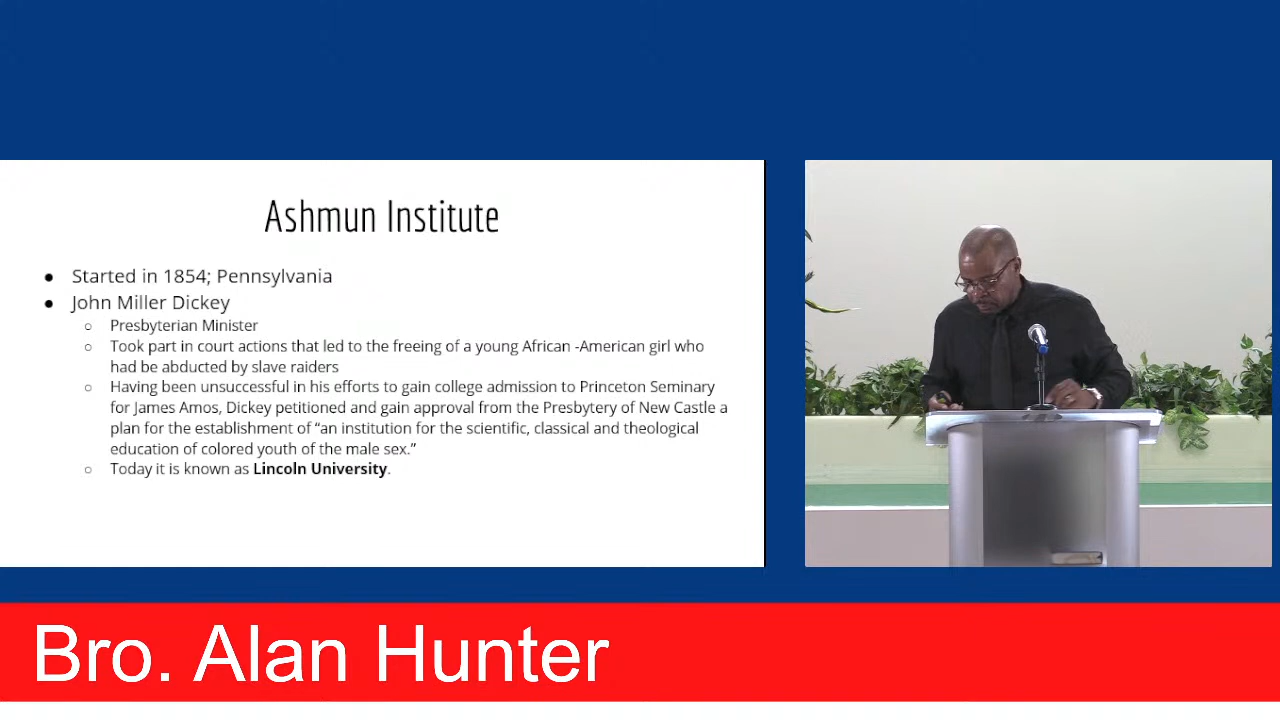 Ashmun Institute
● Started in 1854; Pennsylvania
● John Miller Dickey
○ Presbyterian Minister
○ Took part in court actions that led to the freeing of a young African -American girl who
had be abducted by slave raiders
○ Having been unsuccessful in his efforts to gain college admission to Princeton Seminary
for James Amos, Dickey petitioned and gain approval from the Presbytery of New Castle a
plan for the establishment of “an institution for the scientific, classical and theological
education of colored youth of the male sex.”
○ Today it is known as Lincoln University.
Bro. Alan Hunter